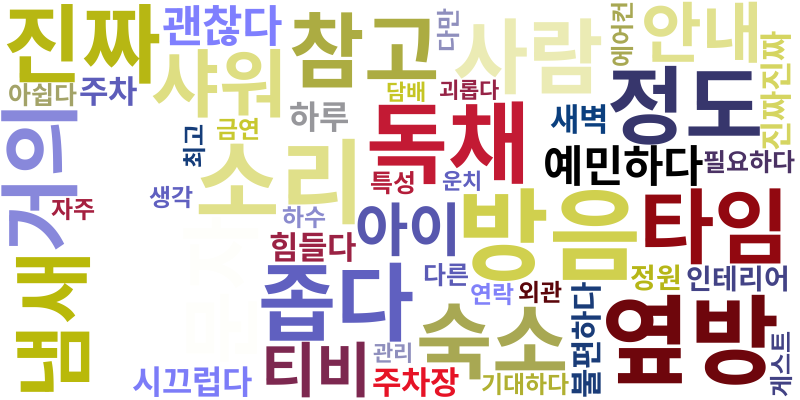 진짜
괜찮다
참고
다만
사람
에어컨
안내
아쉽다
주차
샤워
담배
괴롭다
정도
진짜진짜
거의
최고
금연
하루
독채
새벽
예민하다
필요하다
자주
생각
소리
특성
운치
하수
힘들다
아이
방음
타임
냄새
좁다
다른
연락
외관
정원
인테리어
숙소
불편하다
옆방
시끄럽다
티비
관리
주차장
기대하다
게스트